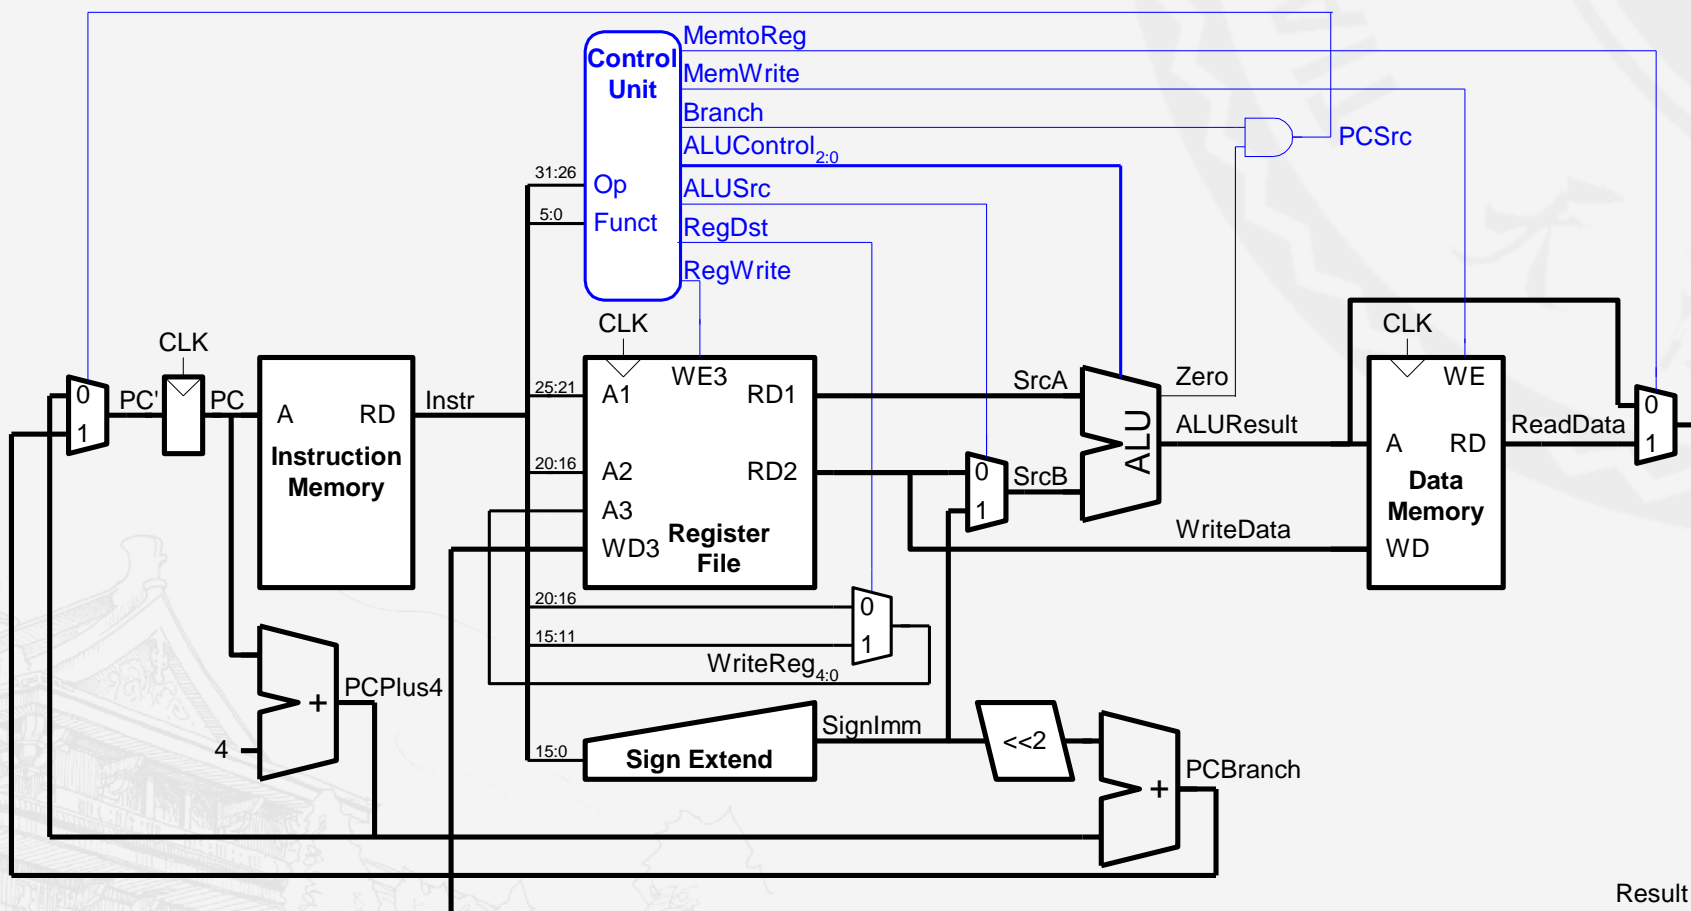 MemtoReg
Control
Unit
MemWrite
Branch
PCSrc
ALUControl2:0
31:26
Op
ALUSrc
5:0
Funct
RegDst
RegWrite
CLK
CLK
CLK
WE3
WE
0
1
PC'
PC
A
RD
Instr
Instruction
Memory
25:21
A1
RD1
SrcA
Zero
ALU
ALUResult
20:16
A2
RD2
0
1
SrcB
A3
WD3
Register
File
A
RD
ReadData
0
1
Data
Memory
WriteData
WD
20:16
0
15:11
1
WriteReg4:0
PCPlus4
+
4
SignImm
15:0
Sign Extend
<<2
+
PCBranch
Result